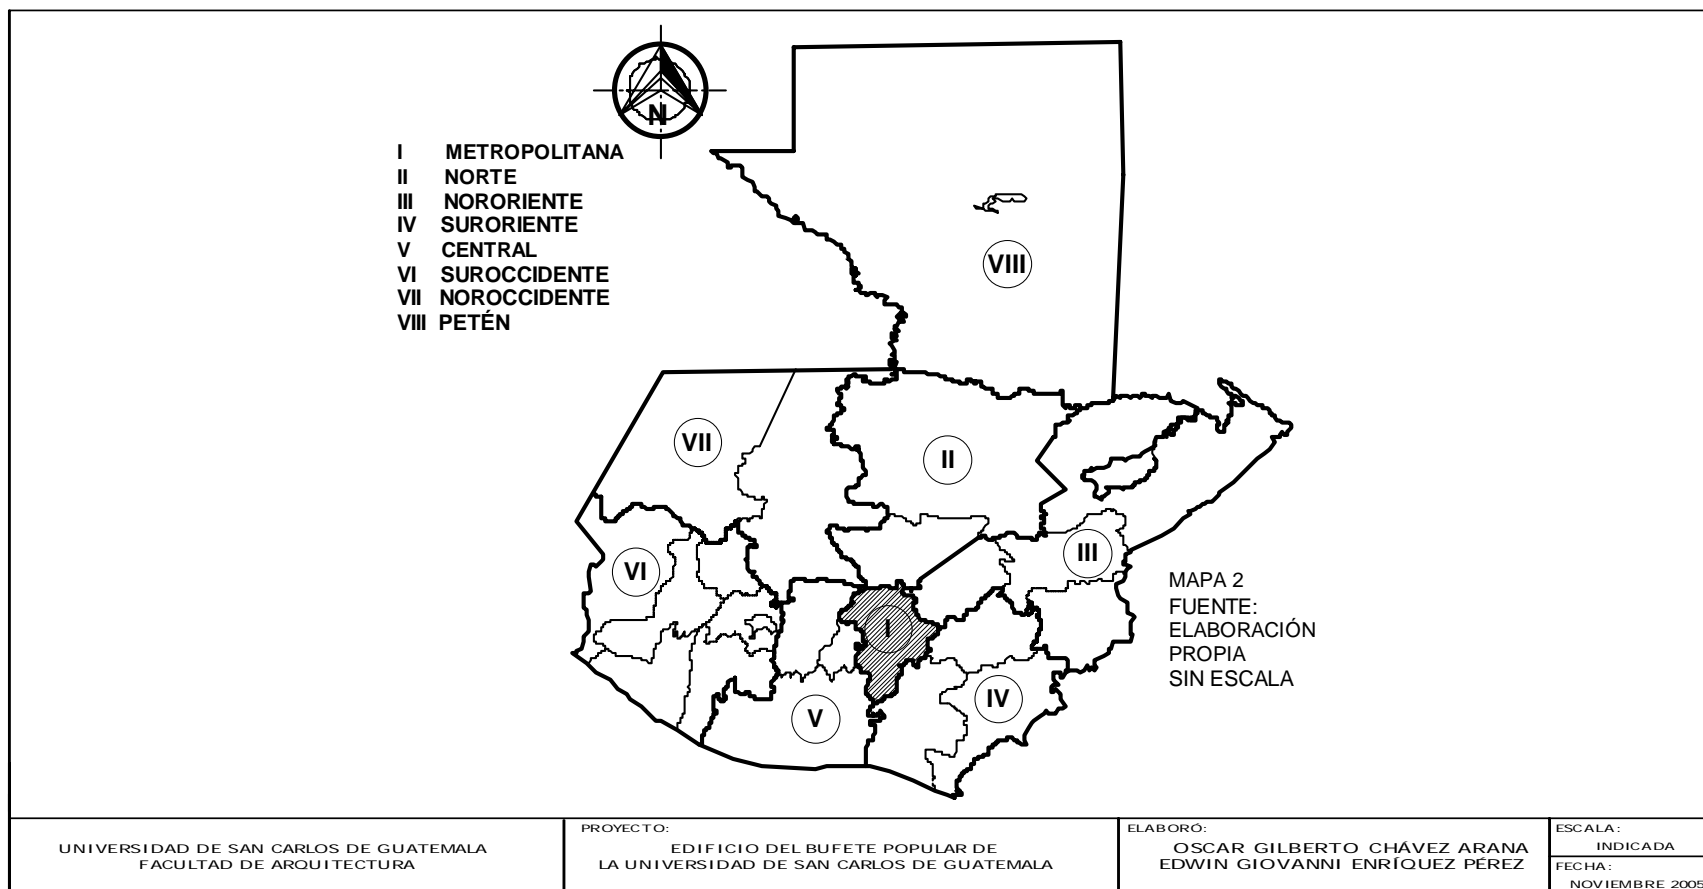 N
I METROPOLITANA
II NORTE
III NORORIENTE
IV SURORIENTE
V CENTRAL
VI SUROCCIDENTE
VII NOROCCIDENTE
VIII PETÉN
VIII
VII
II
III
VI
I
IV
V
MAPA 2
FUENTE:
ELABORACIÓN
PROPIA
SIN ESCALA
UNIVERSIDAD DE SAN CARLOS DE GUATEMALA
FACULTAD DE ARQUITECTURA
PROYECTO:
EDIFICIO DEL BUFETE POPULAR DE
LA UNIVERSIDAD DE SAN CARLOS DE GUATEMALA
ELABORÓ:
OSCAR GILBERTO CHÁVEZ ARANA
EDWIN GIOVANNI ENRÍQUEZ PÉREZ
ESCALA:
INDICADA
FECHA:
NOVIEMBRE 2005